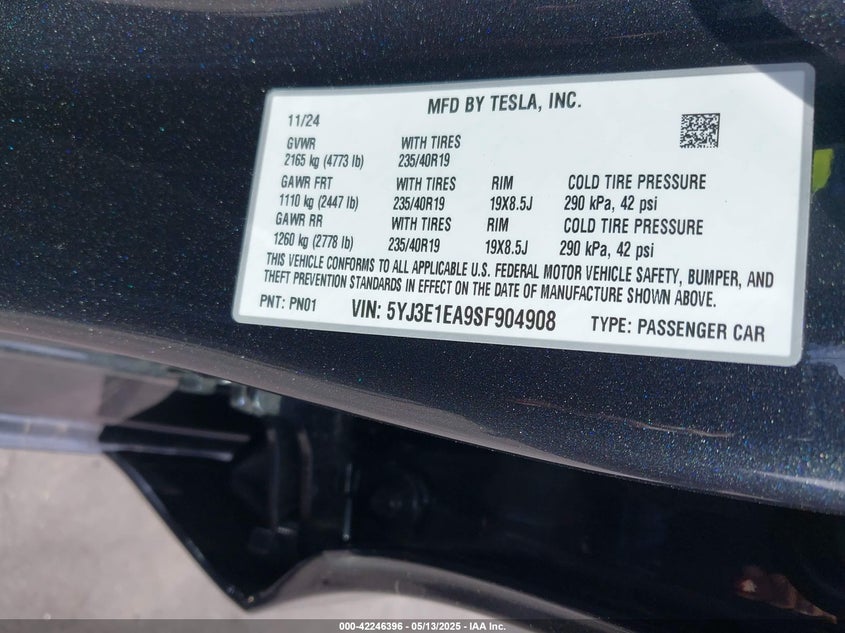 MFD BY TESLA, INC.
11/24
GVWR WITH TIRES
2165 kg (4773 lb) 235/40R19
GAWR FRT WITH TIRES RIM COLD TIRE PRESSURE
1110 kg (2447 lb) 235/40R19 19X8.5J 290 kPa, 42 psi
GAWR RR WITH TIRES RIM COLD TIRE PRESSURE
1260 kg (2778 lb) 235/40R19 19X8.5J 290 kPa, 42 psi
THIS VEHICLE CONFORMS TO ALL APPLICABLE U.S. FEDERAL MOTOR VEHICLE SAFETY, BUMPER, AND
THEFT PREVENTION STANDARDS IN EFFECT ON THE DATE OF MANUFACTURE SHOWN ABOVE.
PNT: PN01 VIN: 5YJ3E1EA9SF904908 TYPE: PASSENGER CAR
000-42246396 - 05/13/2025 - IAA Inc.